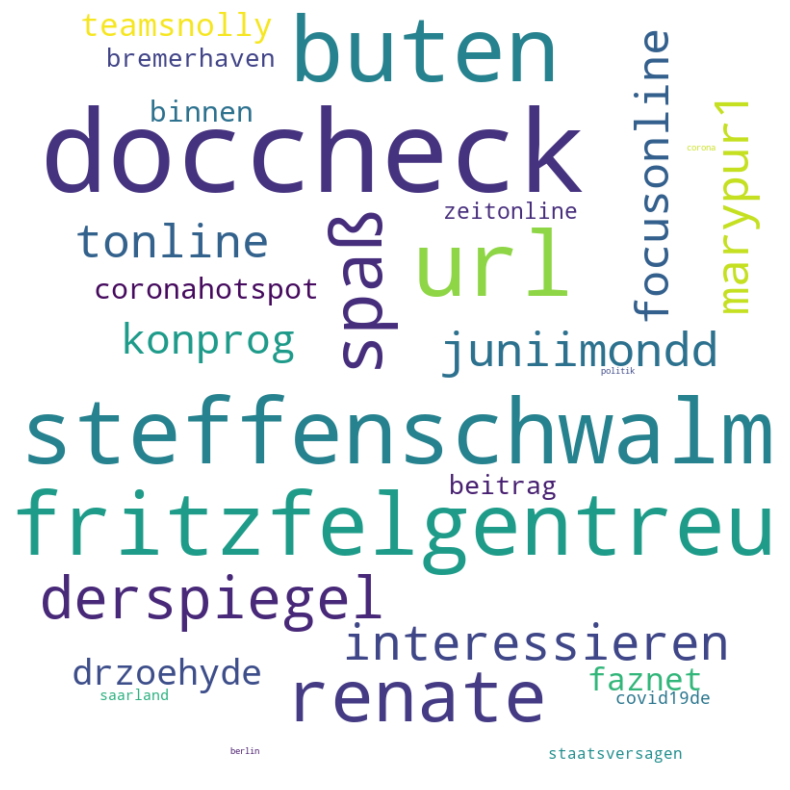 teamsnolly
buten
bremerhaven
focusonline
marypur1
binnen
doccheck
corona
zeitonline
tonline
spaß
url
coronahotspot
konprog
juniimondd
politik
steffenschwalm
beitrag
fritzfelgentreu
derspiegel
interessieren
drzoehyde
renate
faznet
saarland
covid19de
berlin
staatsversagen